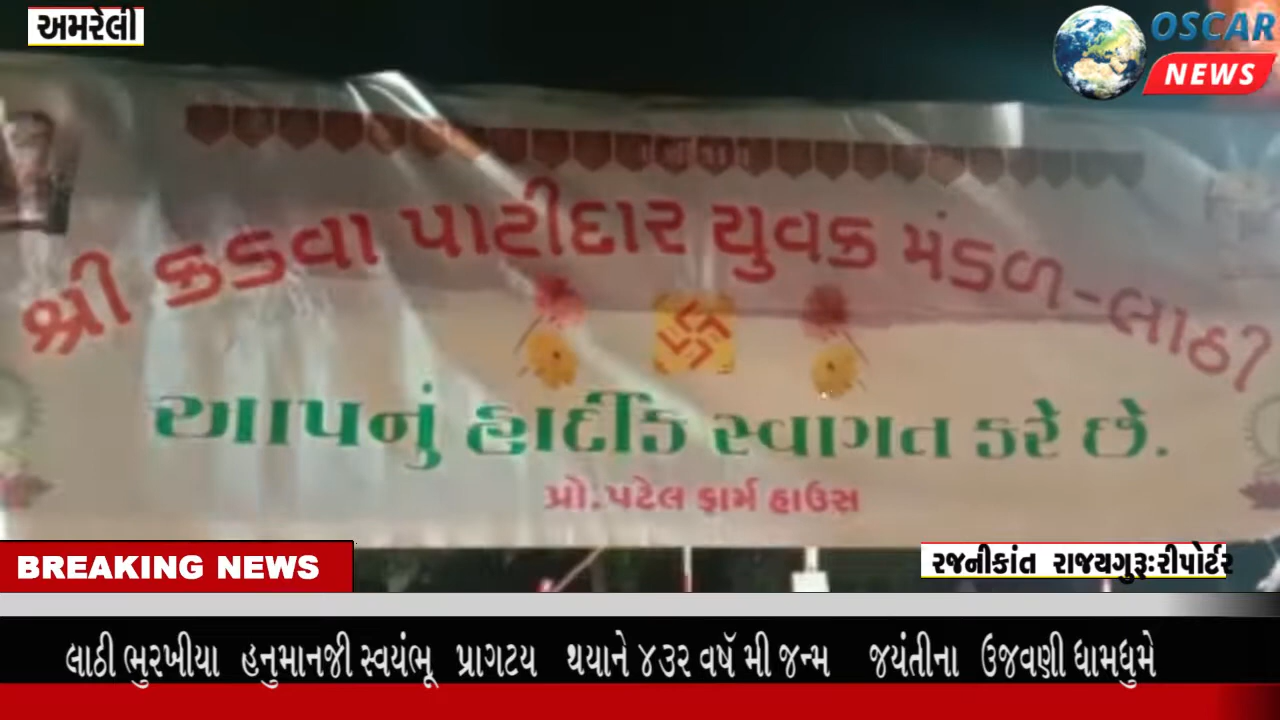 અમરેલી
OSCAR
NEWS
શ્રી કડવા પાટીદાર યુવક મંડળ-લાઠી
આપનું હાર્દીક સ્વાગત કરે છે.
પ્રો.પટેલ ફાર્મ હાઉસ
BREAKING NEWS
રજનીકાંત રાજયગુરૂઃરીપોર્ટર
લાઠી ભુરખીયા હનુમાનજી સ્વયંભૂ પ્રાગટય થયાને ૪૩૨ વર્ષ મી જન્મ જયંતીના ઉજવણી ધામધુમે